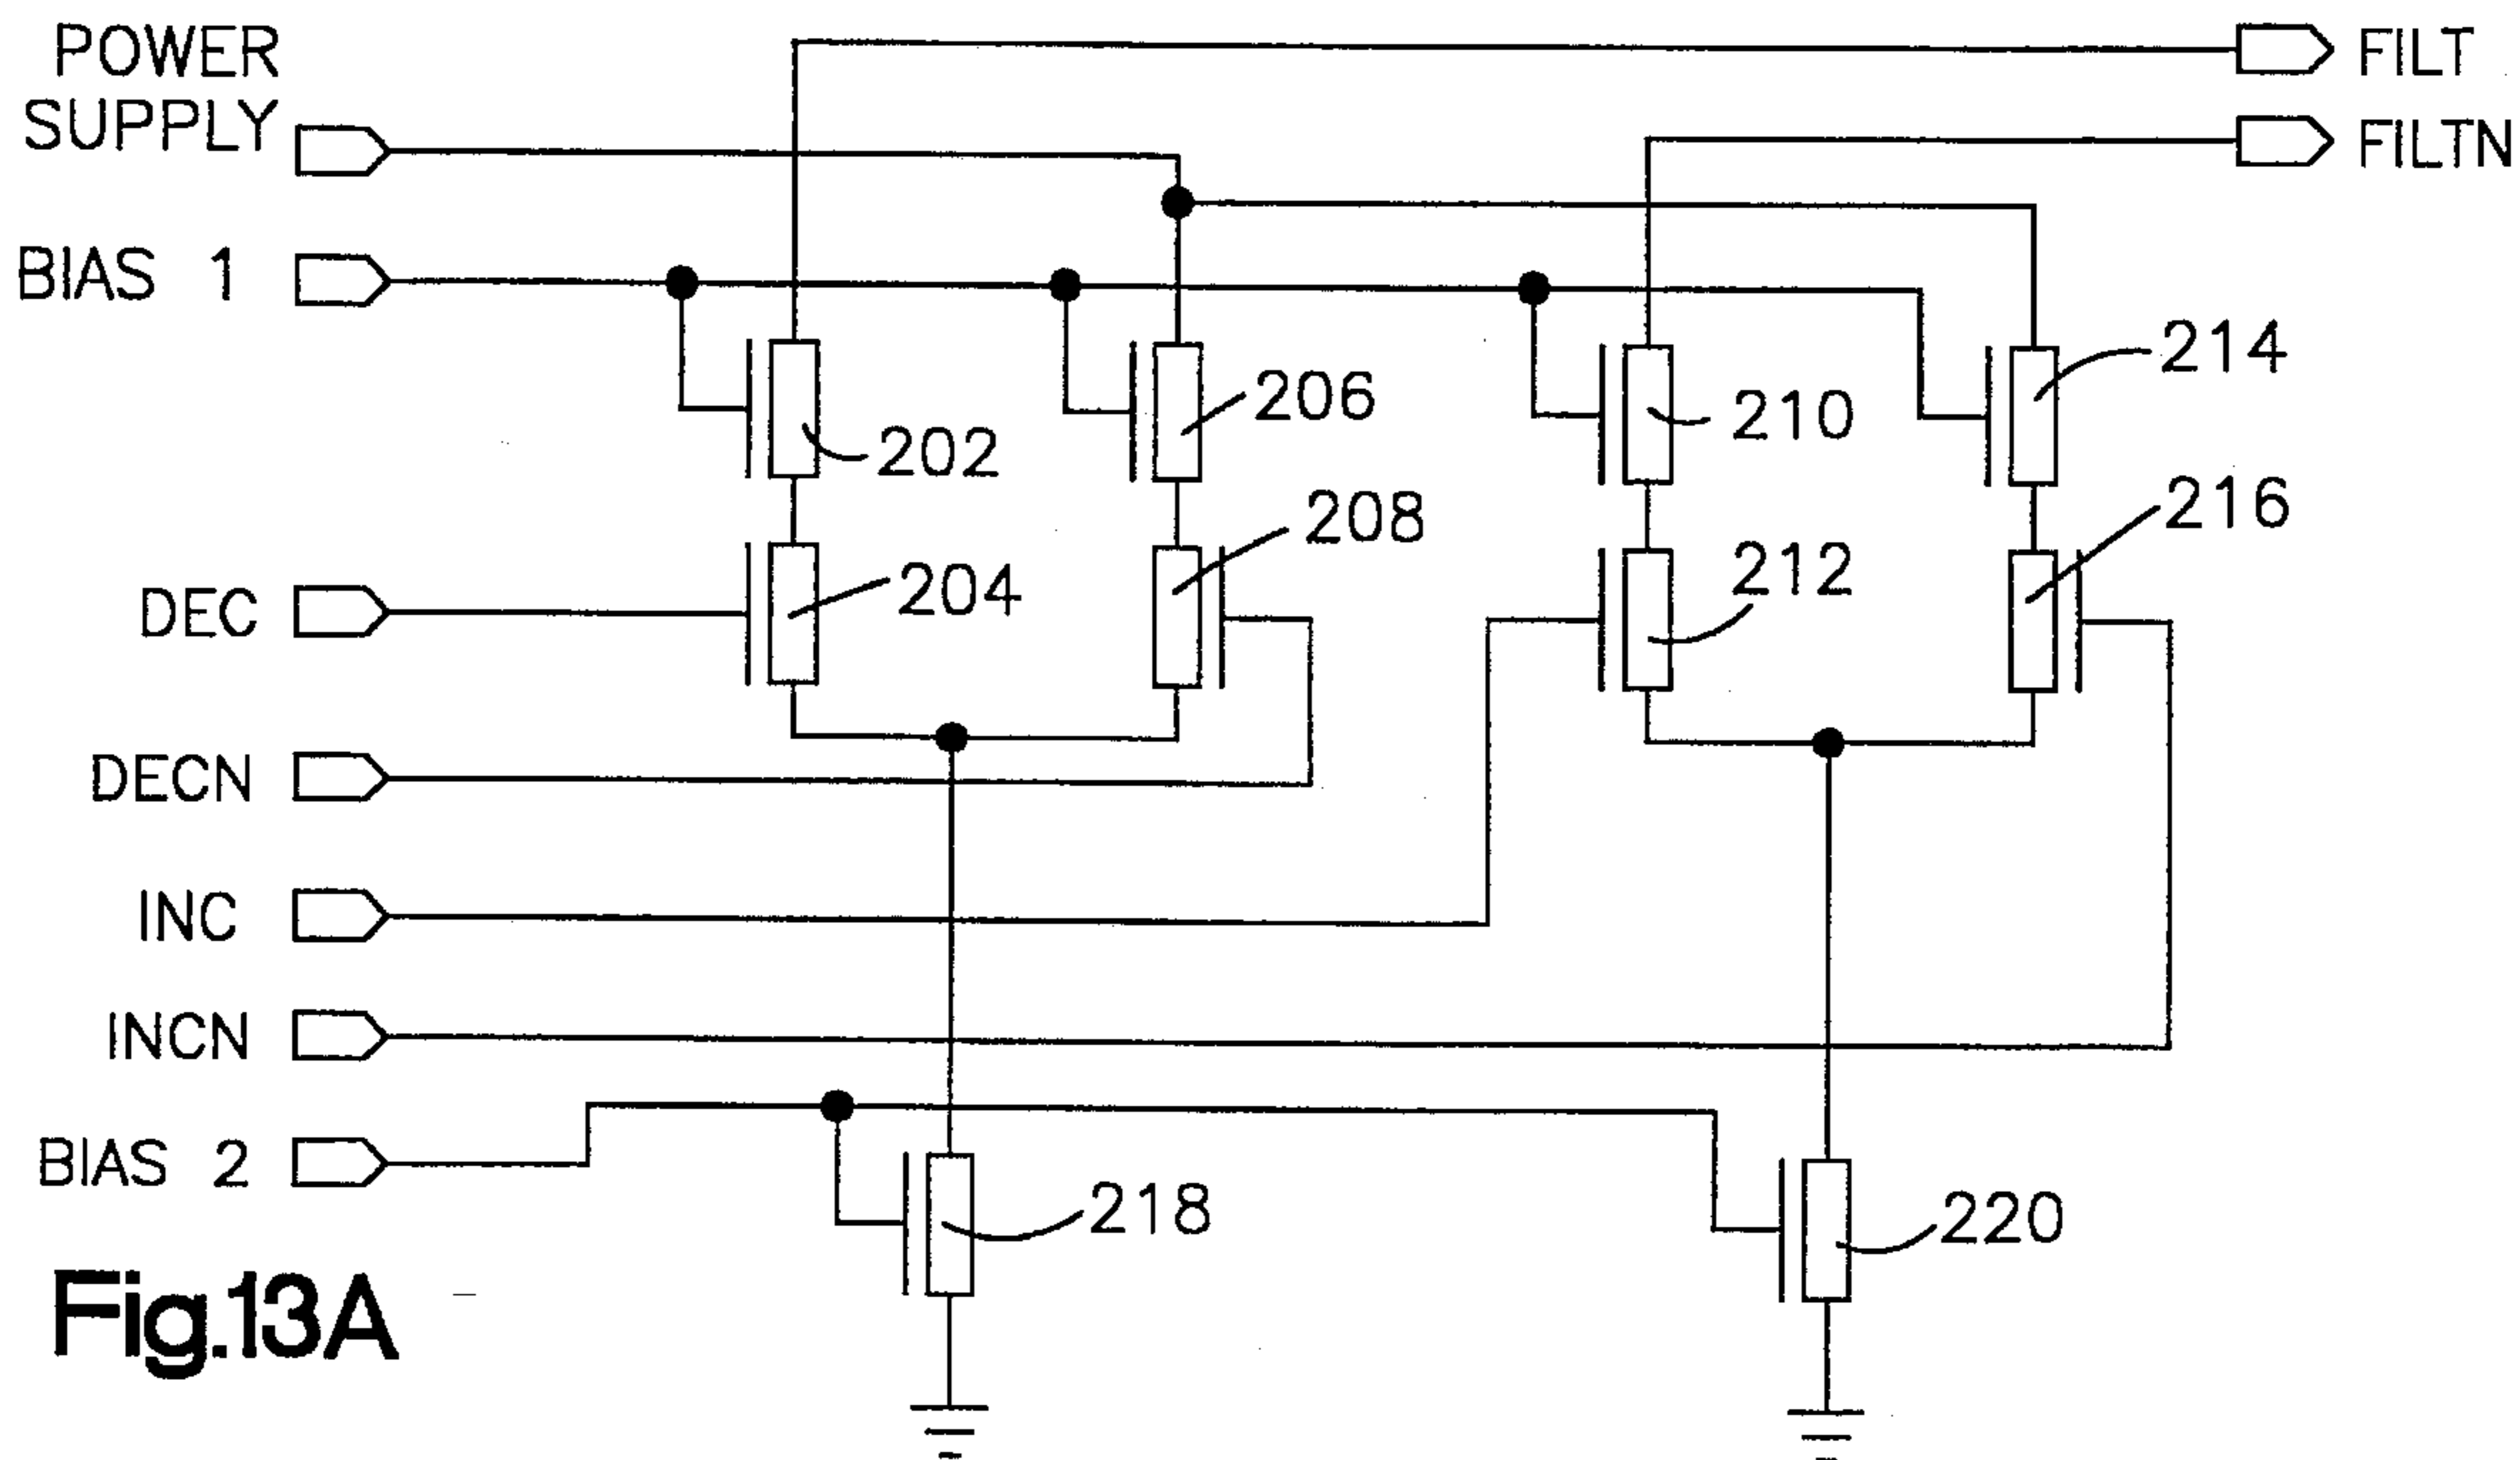 POWER
SUPPLY
FILT
FILTN
BIAS 1
214
206
210
202
216
208
212
204
DEC
DECN
INC
INCN
BIAS 2
218
220
Fig.13A